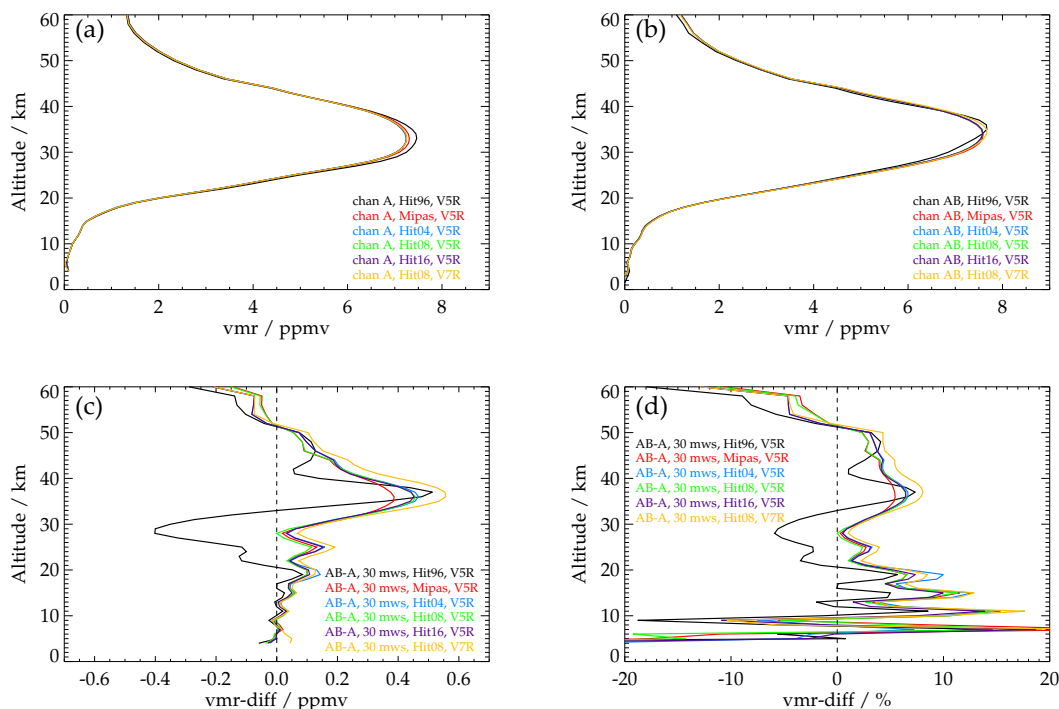 (a)
Altitude / km
60
50
40
30
20
10
0
chan A, Hit96, V5R
chan A, Mipas, V5R
chan A, Hit04, V5R
chan A, Hit08, V5R
chan A, Hit16, V5R
chan A, Hit08, V7R
0 2 4 6 8
vmr / ppmv
(b)
Altitude / km
60
50
40
30
20
10
0
chan AB, Hit96, V5R
chan AB, Mipas, V5R
chan AB, Hit04, V5R
chan AB, Hit08, V5R
chan AB, Hit16, V5R
chan AB, Hit08, V7R
0 2 4 6 8
vmr / ppmv
(c)
Altitude / km
60
50
40
30
20
10
0
AB-A, 30 mws, Hit96, V5R
AB-A, 30 mws, Mipas, V5R
AB-A, 30 mws, Hit04, V5R
AB-A, 30 mws, Hit08, V5R
AB-A, 30 mws, Hit16, V5R
AB-A, 30 mws, Hit08, V7R
-0.6 -0.4 -0.2 0.0 0.2 0.4 0.6
vmr-diff / ppmv
(d)
Altitude / km
60
50
40
30
20
10
0
AB-A, 30 mws, Hit96, V5R
AB-A, 30 mws, Mipas, V5R
AB-A, 30 mws, Hit04, V5R
AB-A, 30 mws, Hit08, V5R
AB-A, 30 mws, Hit16, V5R
AB-A, 30 mws, Hit08, V7R
-20 -10 0 10 20
vmr-diff / %